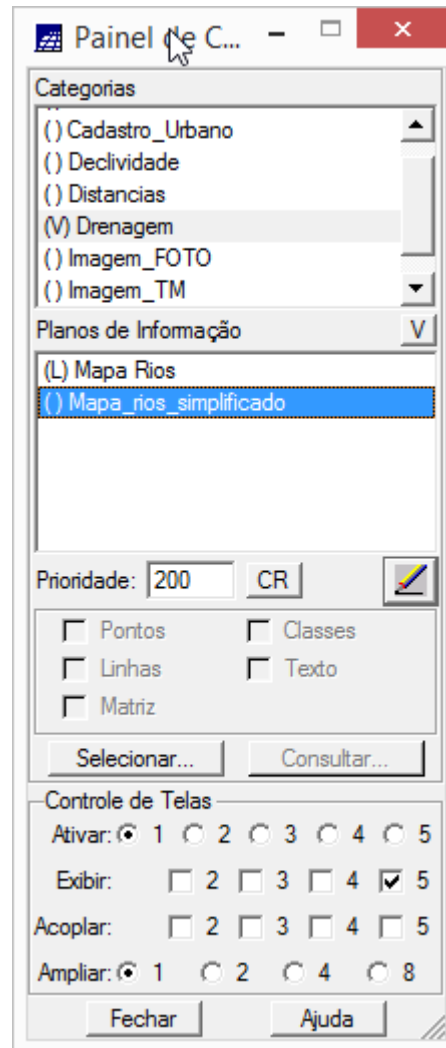 Painel de C...
Categorias
( ) Cadastro_Urbano
( ) Declividade
( ) Distancias
(V) Drenagem
( ) Imagem_FOTO
( ) Imagem_TM
Planos de Informação V
(L) Mapa Rios
( ) Mapa_rios_simplificado
Prioridade: 200 CR
Pontos Classes
Linhas Texto
Matriz
Selecionar... Consultar...
Controle de Telas
Ativar: 1 2 3 4 5
Exibir: 2 3 4 5
Acoplar: 2 3 4 5
Ampliar: 1 2 4 8
Fechar Ajuda